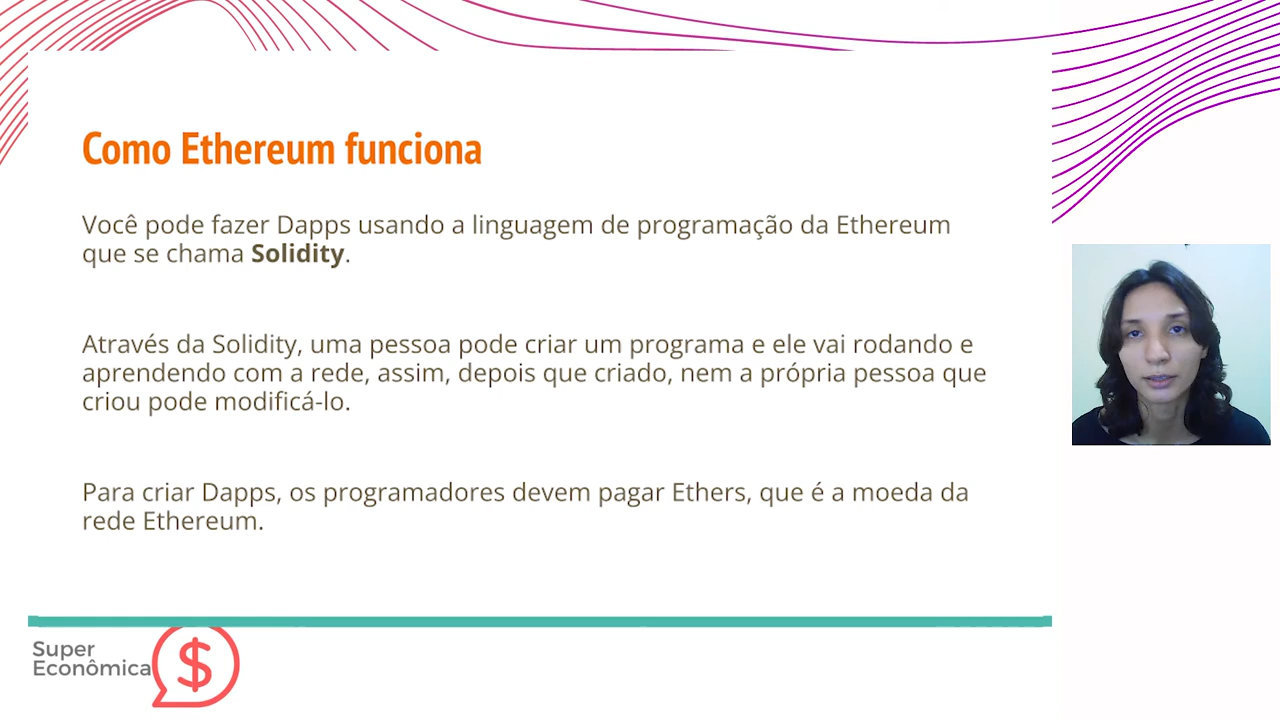 Como Ethereum funciona
Você pode fazer Dapps usando a linguagem de programação da Ethereum
que se chama Solidity.
Através da Solidity, uma pessoa pode criar um programa e ele vai rodando e
aprendendo com a rede, assim, depois que criado, nem a própria pessoa que
criou pode modificá-lo.
Para criar Dapps, os programadores devem pagar Ethers, que é a moeda da
rede Ethereum.
Super
Econômica
$